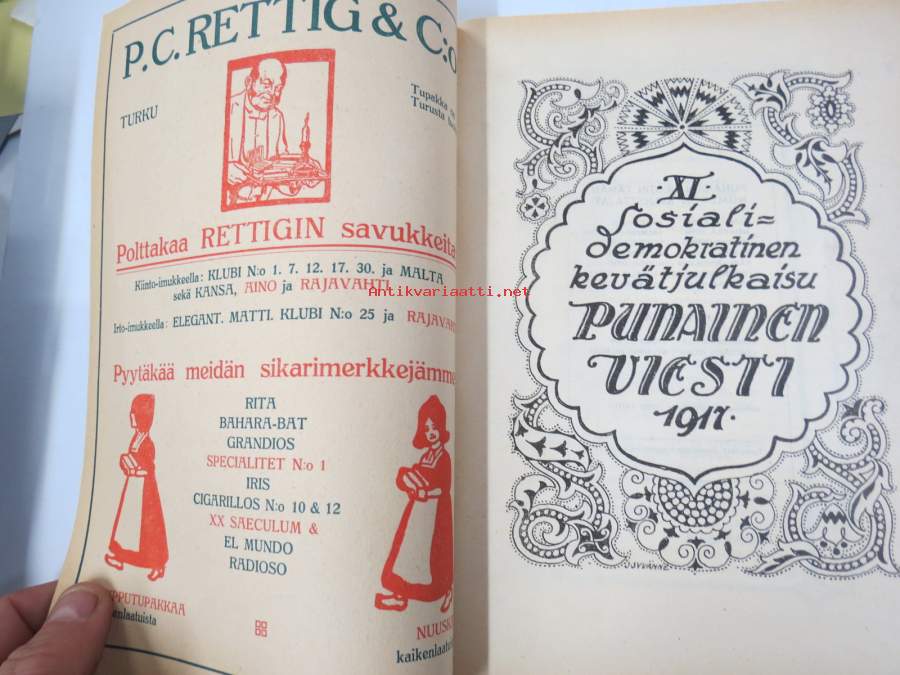 P.C. RETTIG & C:o
TURKU
Tupakka
Turusta
Polttakaa RETTIGIN savukkeita
Kiinto-imukkeella: KLUBI N:o 1. 7. 12. 17. 30. ja MALTA
sekä KANSA, AINO ja RAJAVAHTI.
Irto-imukkeella: ELEGANT. MATTI. KLUBI N:o 25 ja RAJAVAHT
Pyytäkää meidän sikarimerkkejämme
RITA
BAHARA-BAT
GRANDIOS
SPECIALITET N:o 1
IRIS
CIGARILLOS N:o 10 & 12
XX SAECULUM &
EL MUNDO
RADIOSO
PPUTUPAKKAA
anlaatuista
NUUSK
kaikenlaatu
Antikvariaatti.net
·XI·
Sosiali=
demokratinen
kevätjulkaisu
PUNAINEN
VIESTI
1917.